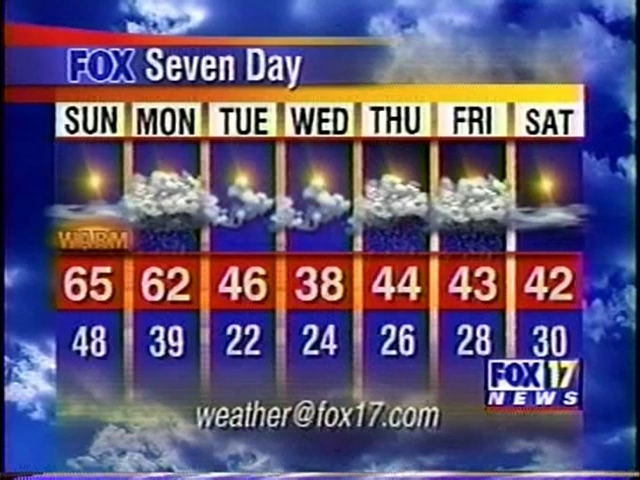 FOX Seven Day
SUN MON TUE WED THU FRI SAT
WARM
65 62 46 38 44 43 42
48 39 22 24 26 28 30
FOX 17
NEWS
weather@fox17.com